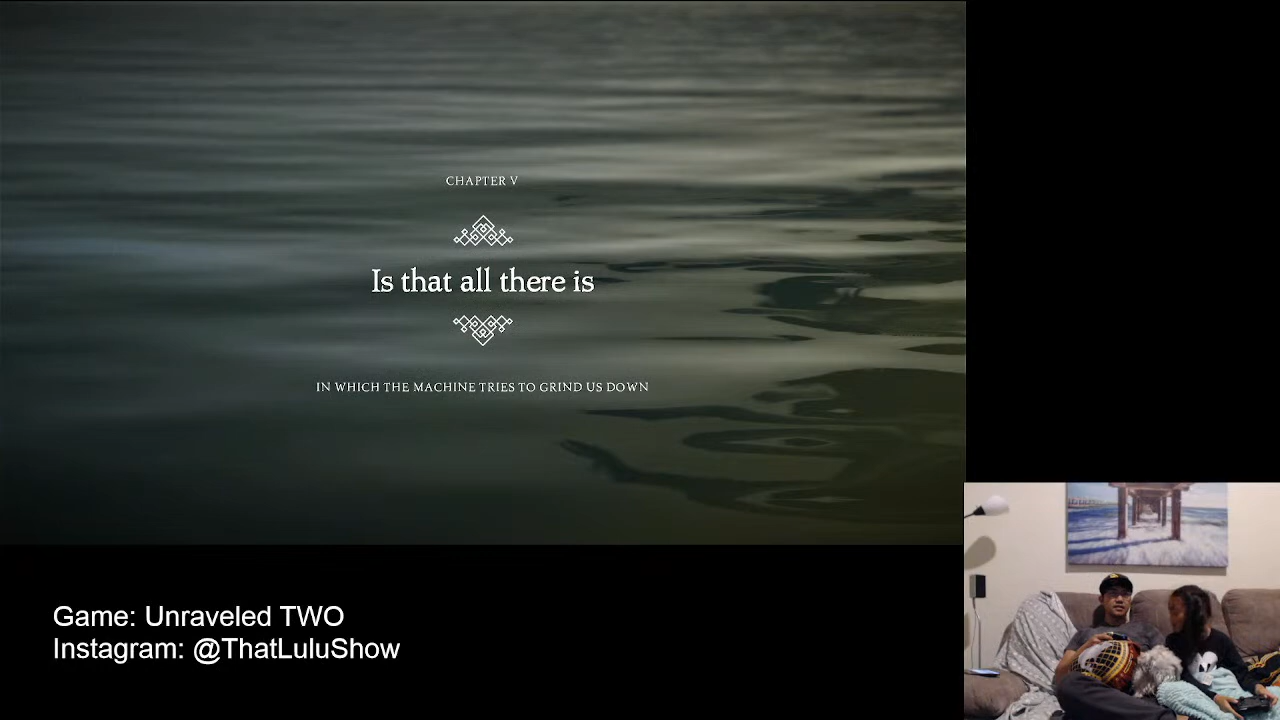 CHAPTER V
Is that all there is
IN WHICH THE MACHINE TRIES TO GRIND US DOWN
Game: Unraveled TWO
Instagram: @ThatLuluShow